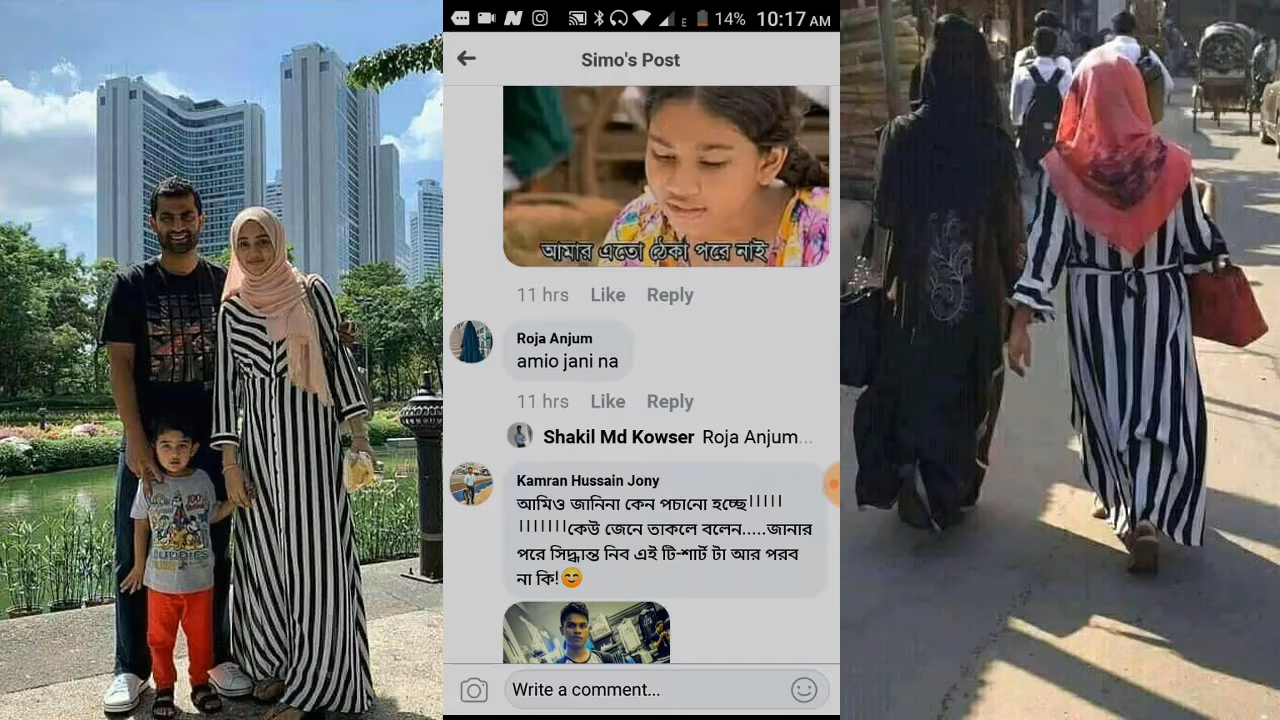 14% 10:17 AM
Simo's Post
আমার এতো ঠেকা পরে নাই
11 hrs Like Reply
Roja Anjum
amio jani na
11 hrs Like Reply
Shakil Md Kowser Roja Anjum...
Kamran Hussain Jony
আমিও জানিনা কেন পচানো হচ্ছে।।।।।
।।।।।।।কেউ জেনে তাকলে বলেন.....জানার
পরে সিদ্ধান্ত নিব এই টি-শার্ট টা আর পরব
না কি!😊
Write a comment...
100
BUDDIES